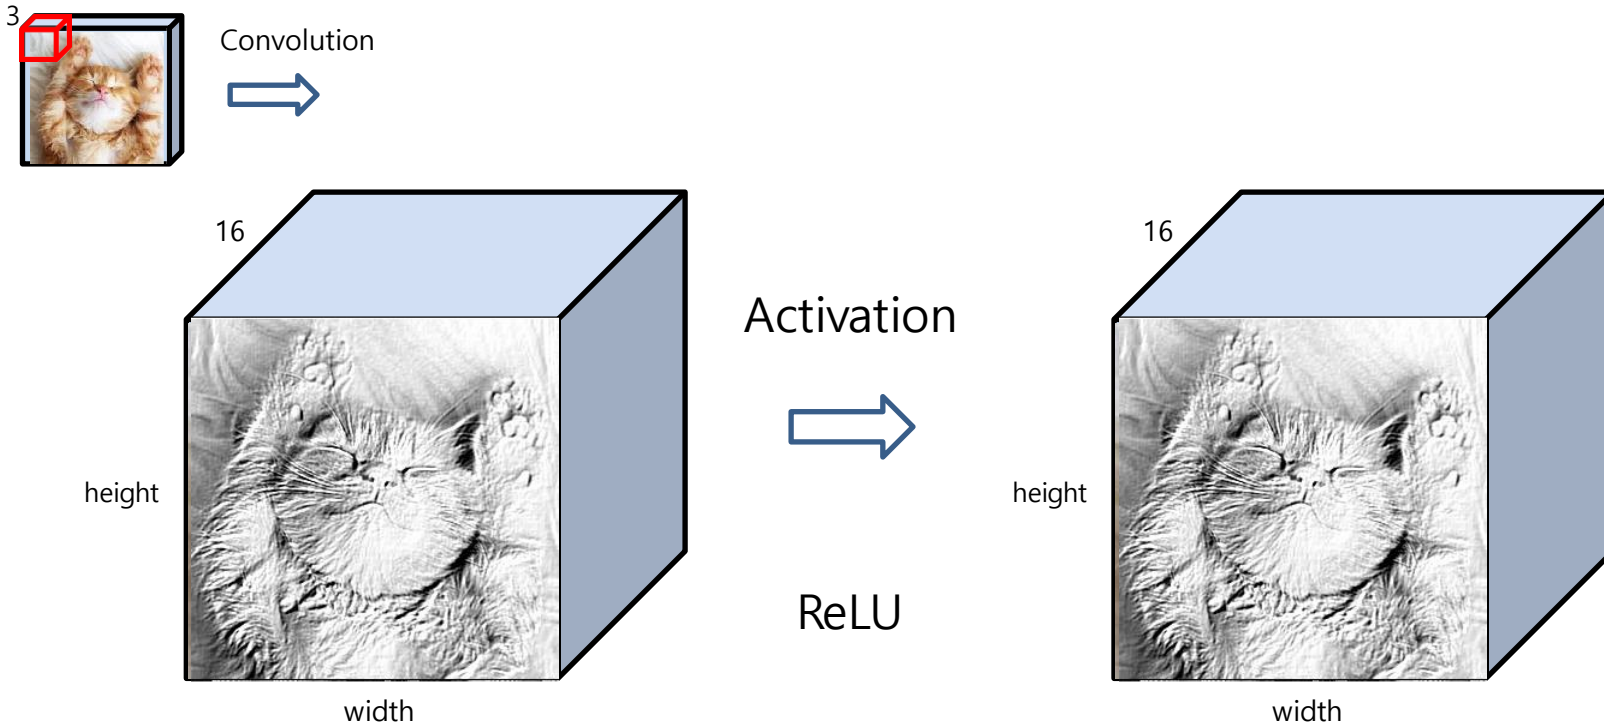 3
Convolution
16
Activation
height
ReLU
width
16
height
width